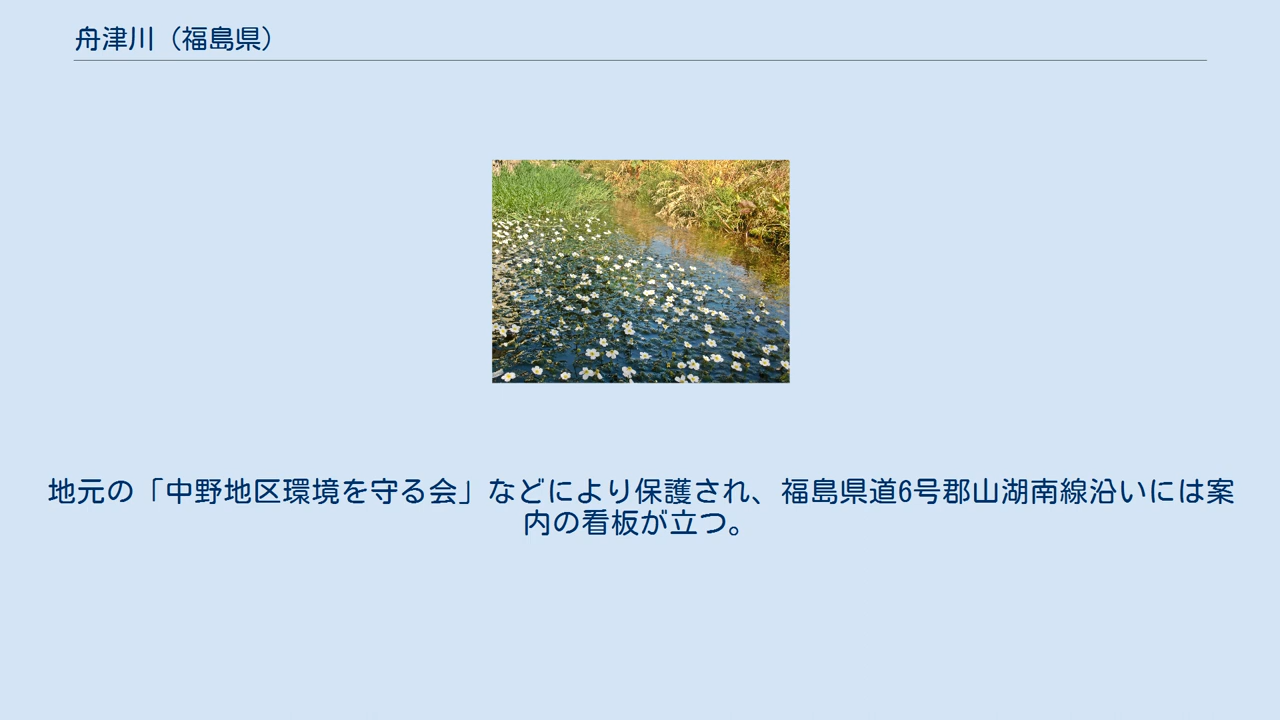 舟津川（福島県）
地元の「中野地区環境を守る会」などにより保護され、福島県道6号郡山湖南線沿いには案
内の看板が立つ。